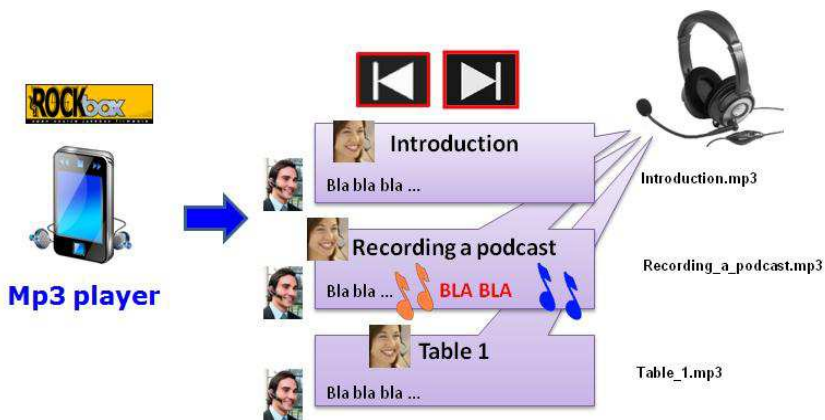 ROCKbox
Mp3 player
Introduction
Bla bla bla ...
Introduction.mp3
Recording a podcast
Bla bla ... BLA BLA
Recording_a_podcast.mp3
Table 1
Bla bla bla ...
Table_1.mp3